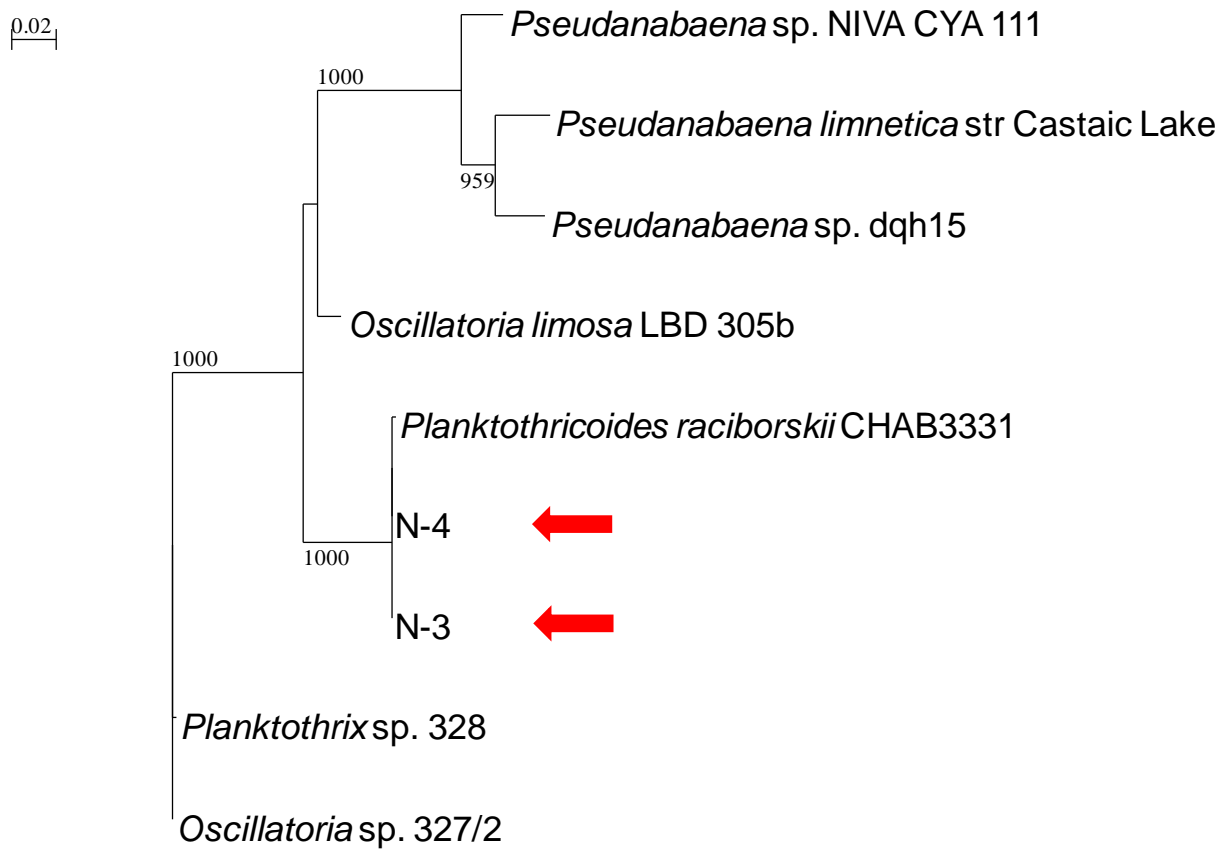 0.02
Pseudanabaena sp. NIVA CYA 111
1000
Pseudanabaena limnetica str Castaic Lake
959
Pseudanabaena sp. dqh15
Oscillatoria limosa LBD 305b
1000
Planktothricoides raciborskii CHAB3331
N-4
1000
N-3
Planktothrix sp. 328
Oscillatoria sp. 327/2